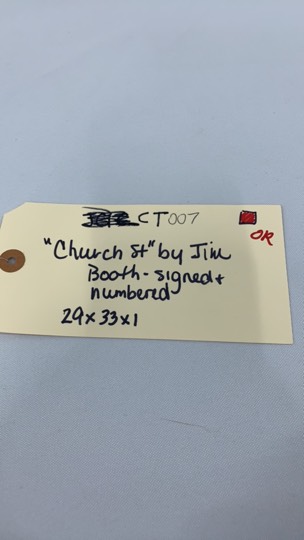 CT007
OR
"Church St" by Jim
Booth - signed +
numbered
29x33x1